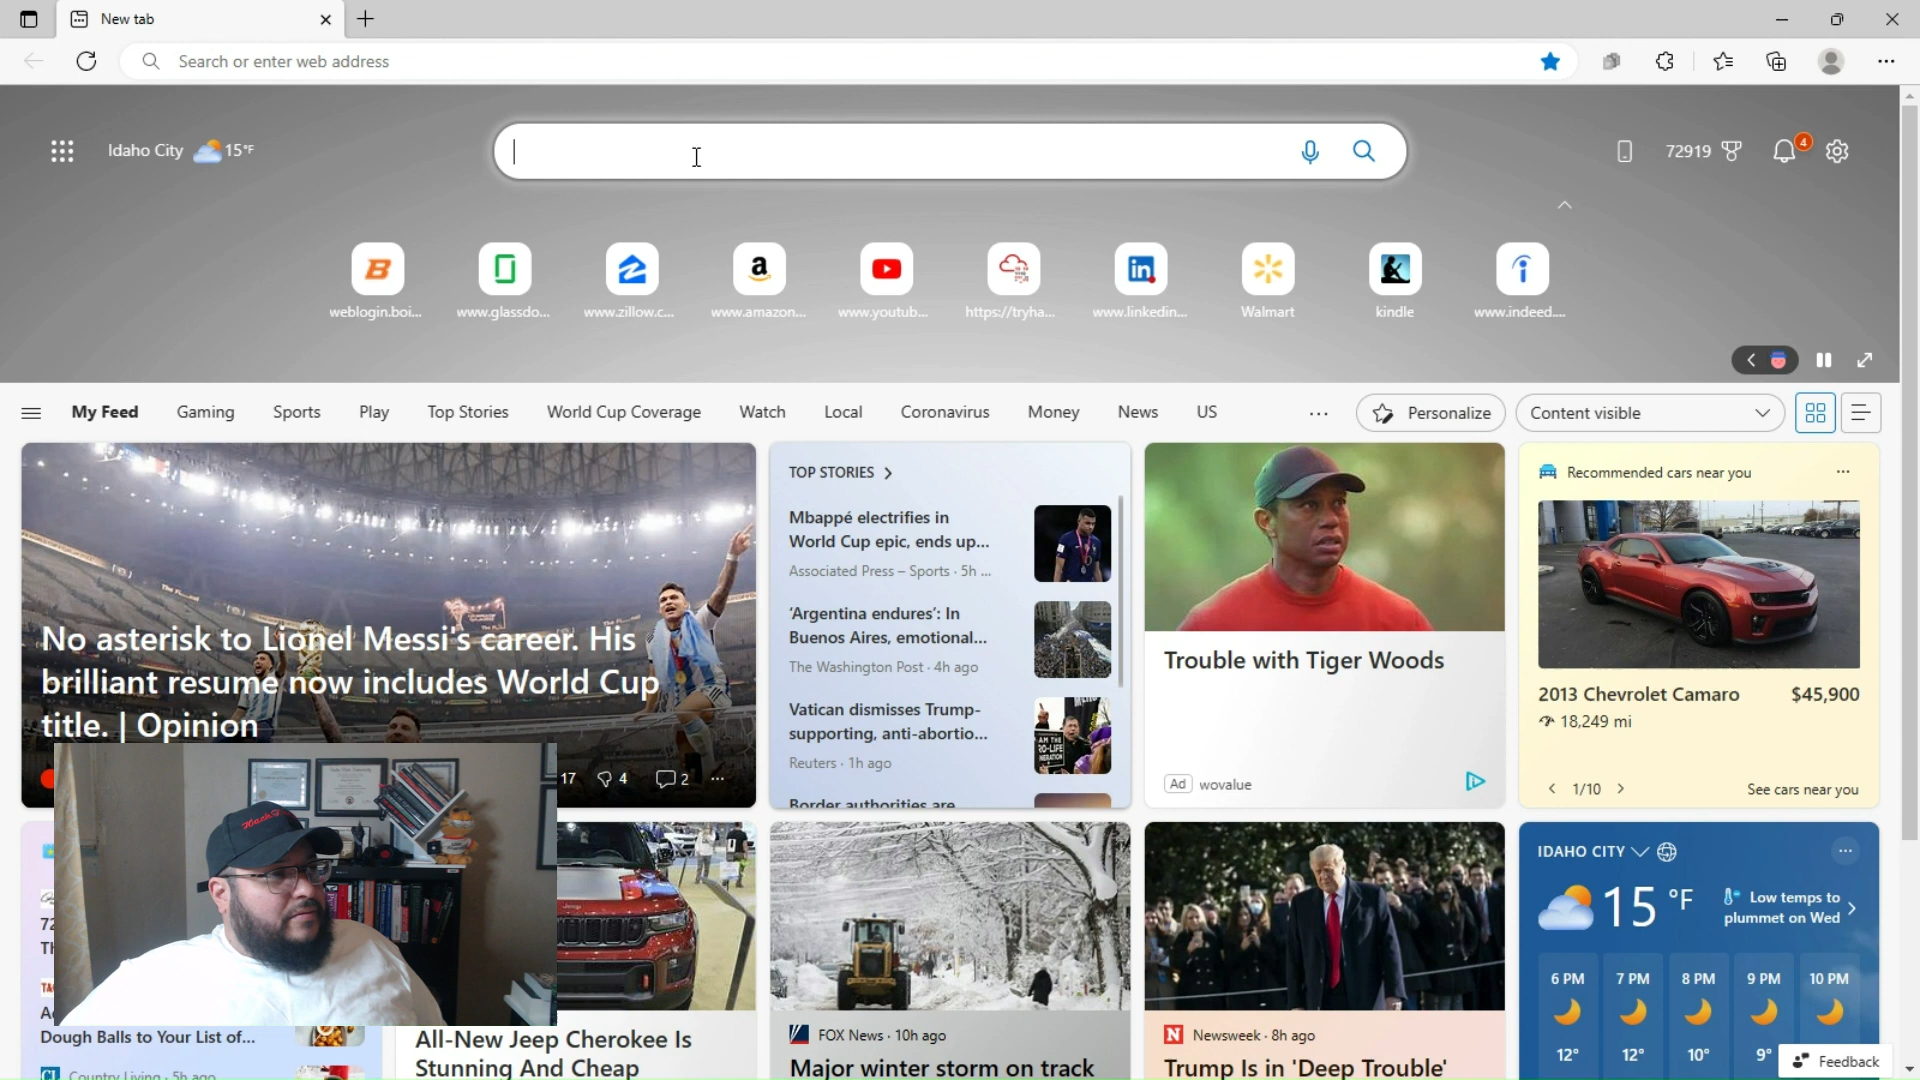 New tab
Search or enter web address
Idaho City
15°F
72919
4
weblogin.boi...
www.glassdo...
www.zillow.c...
www.amazon...
www.youtub...
https://tryha...
www.linkedin...
Walmart
kindle
www.indeed....
My Feed
Gaming
Sports
Play
Top Stories
World Cup Coverage
Watch
Local
Coronavirus
Money
News
US
Personalize
Content visible
No asterisk to Lionel Messi's career. His
brilliant resume now includes World Cup
title. | Opinion
17
4
2
TOP STORIES
Mbappé electrifies in
World Cup epic, ends up...
Associated Press – Sports · 5h ...
‘Argentina endures’: In
Buenos Aires, emotional...
The Washington Post · 4h ago
Vatican dismisses Trump-
supporting, anti-abortio...
Reuters · 1h ago
Border authorities are
Trouble with Tiger Woods
Ad wovalue
Recommended cars near you
2013 Chevrolet Camaro
$45,900
18,249 mi
1/10
See cars near you
Dough Balls to Your List of...
Country Living · 5h ago
All-New Jeep Cherokee Is
Stunning And Cheap
FOX News · 10h ago
Major winter storm on track
Newsweek · 8h ago
Trump Is in 'Deep Trouble'
IDAHO CITY
15 °F
Low temps to
plummet on Wed
6 PM
7 PM
8 PM
9 PM
10 PM
12°
12°
10°
9°
Feedback